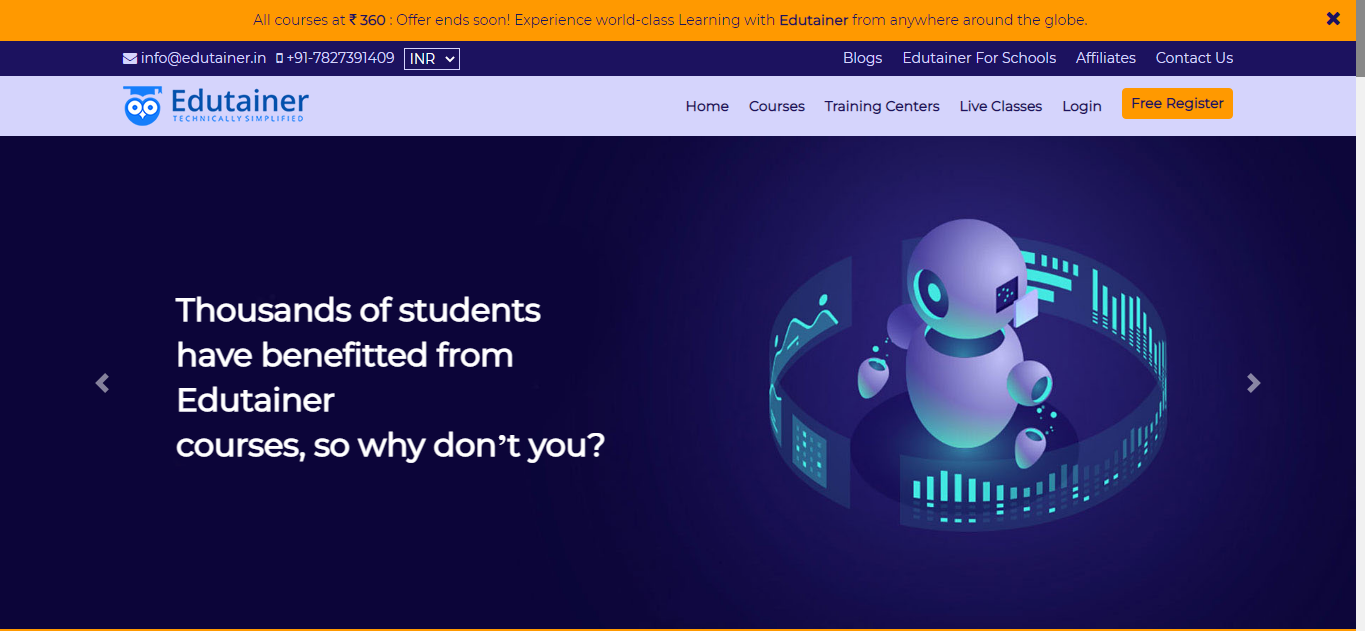 All courses at ₹ 360 : Offer ends soon! Experience world-class Learning with Edutainer from anywhere around the globe.
info@edutainer.in +91-7827391409 INR Blogs Edutainer For Schools Affiliates Contact Us
Edutainer
TECHNICALLY SIMPLIFIED
Home Courses Training Centers Live Classes Login Free Register
Thousands of students
have benefitted from
Edutainer
courses, so why don't you?